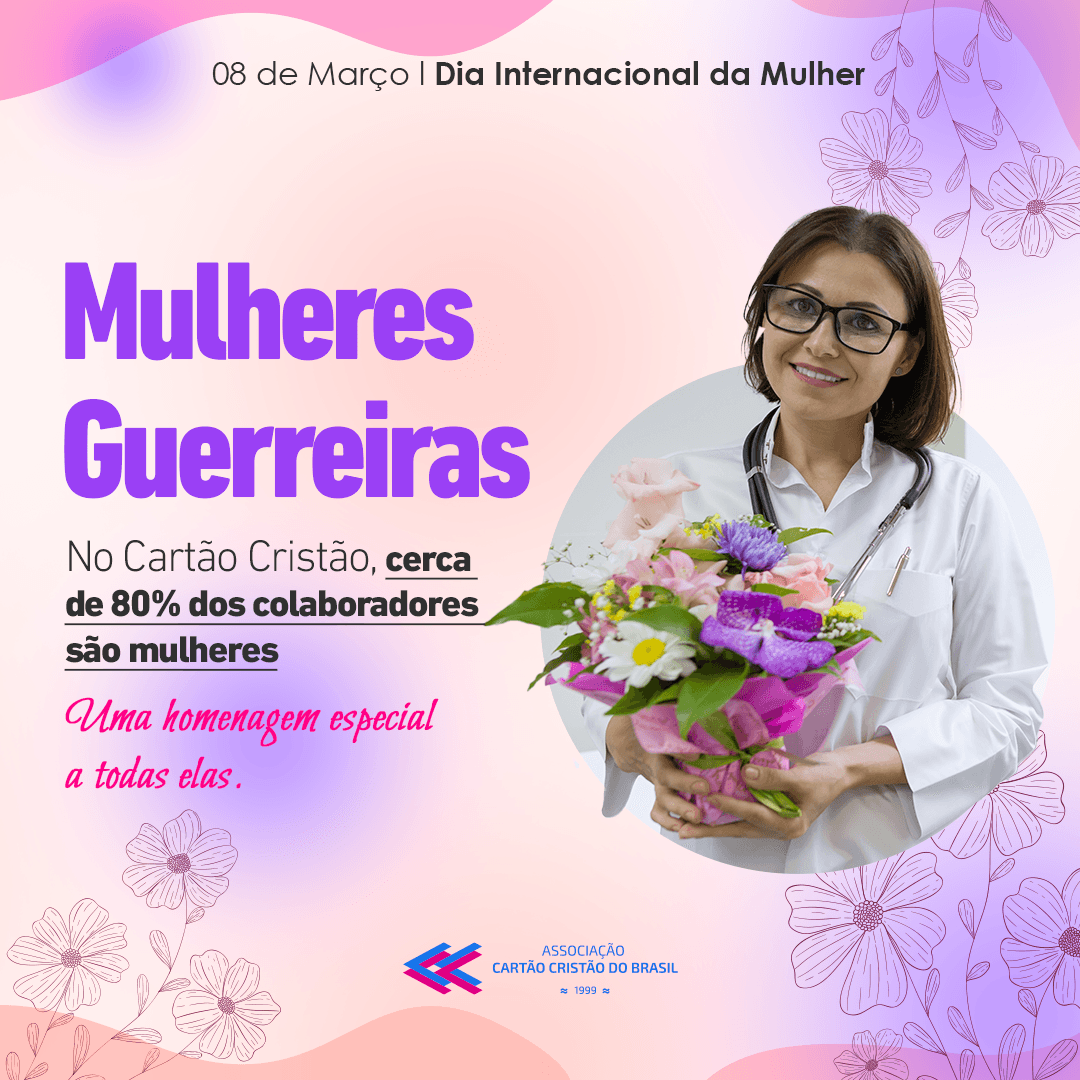 08 de Março | Dia Internacional da Mulher
Mulheres
Guerreiras
No Cartão Cristão, cerca
de 80% dos colaboradores
são mulheres
Uma homenagem especial
a todas elas.
ASSOCIAÇÃO
CARTÃO CRISTÃO DO BRASIL
≈ 1999 ≈